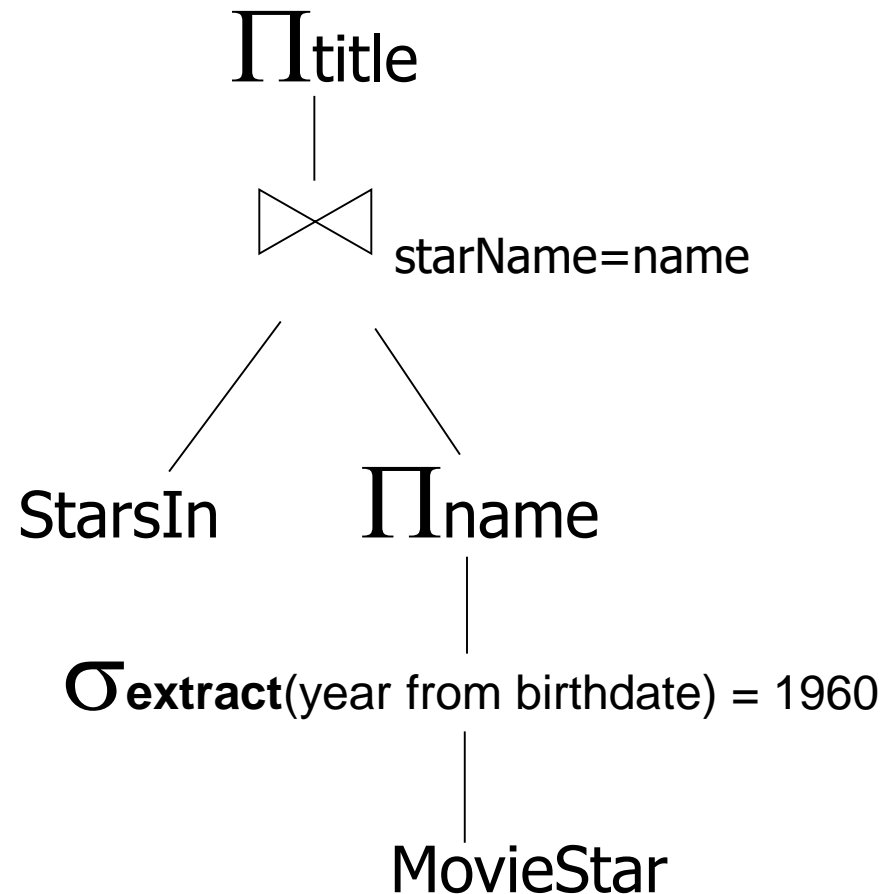 Πtitle
⋈ starName=name
StarsIn Πname
σextract(year from birthdate) = 1960
MovieStar